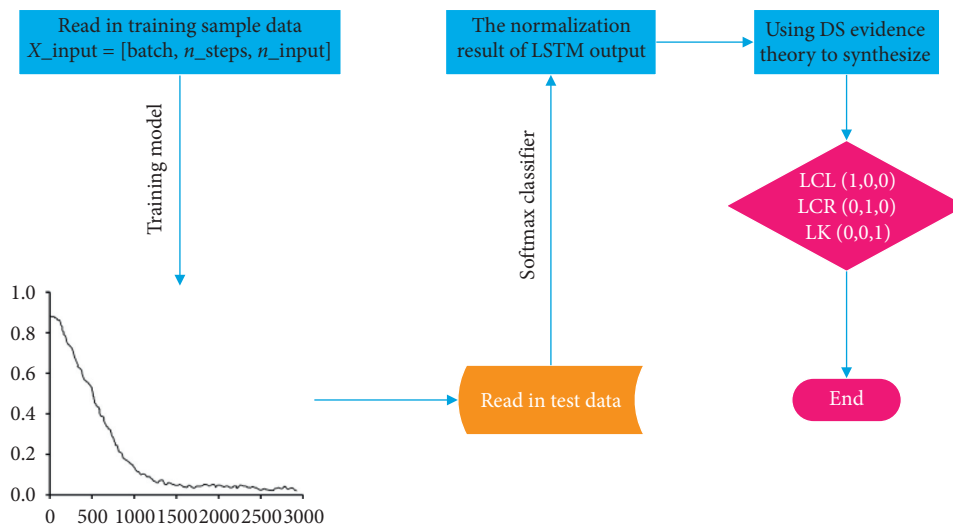 Read in training sample data
X_input = [batch, n_steps, n_input]
Training model
1.0
0.8
0.6
0.4
0.2
0.0
0 500 1000 1500 2000 2500 3000
Read in test data
Softmax classifier
The normalization
result of LSTM output
Using DS evidence
theory to synthesize
LCL (1,0,0)
LCR (0,1,0)
LK (0,0,1)
End